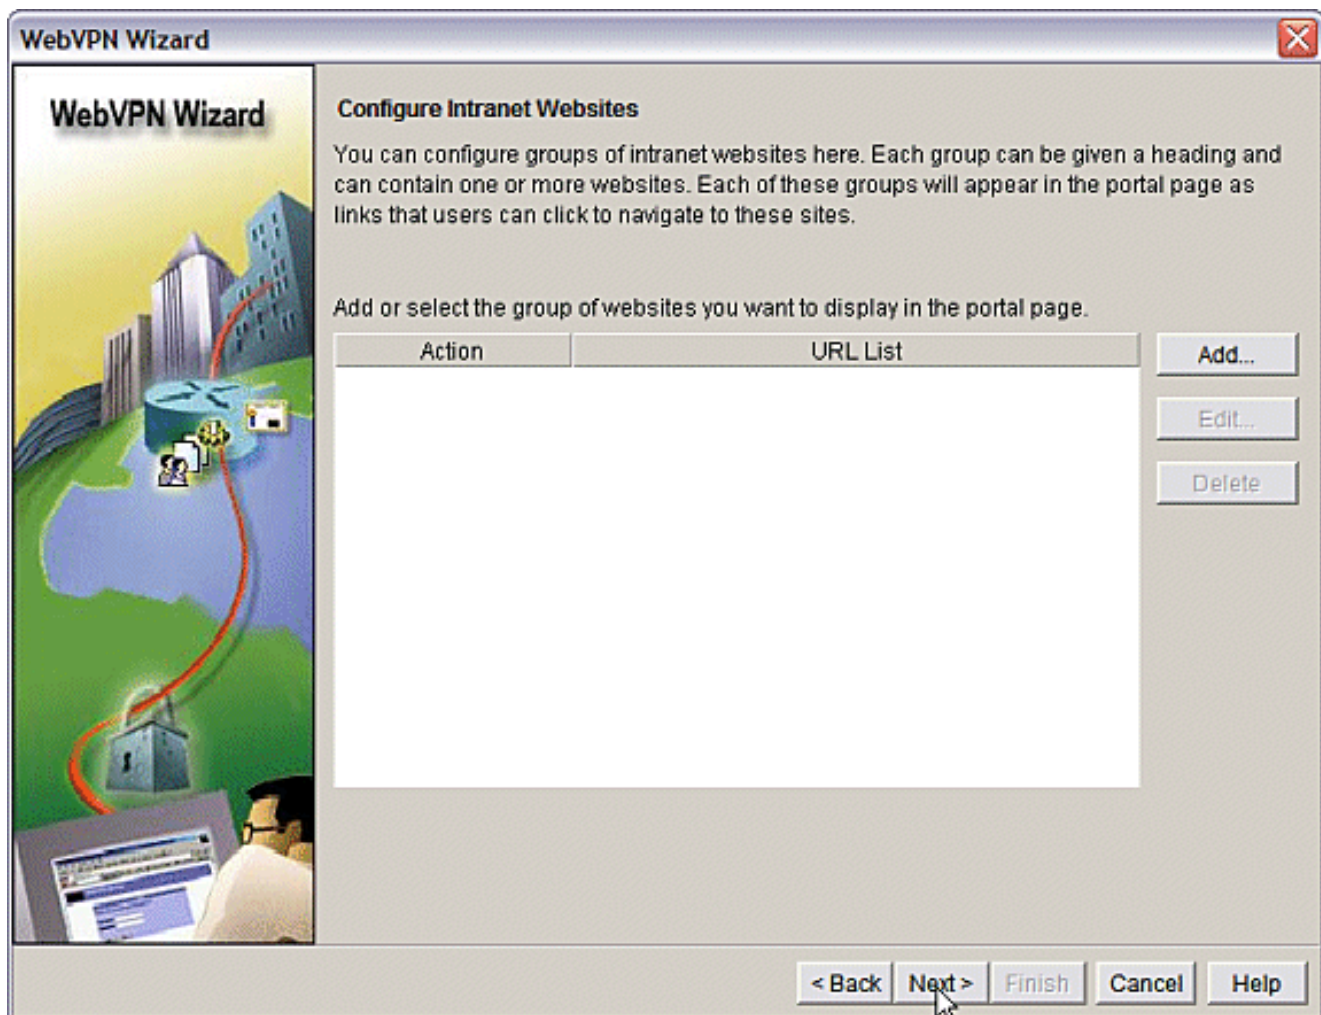 WebVPN Wizard
WebVPN Wizard
Configure Intranet Websites
You can configure groups of intranet websites here. Each group can be given a heading and
can contain one or more websites. Each of these groups will appear in the portal page as
links that users can click to navigate to these sites.
Add or select the group of websites you want to display in the portal page.
Action URL List
Add...
Edit...
Delete
< Back Next > Finish Cancel Help